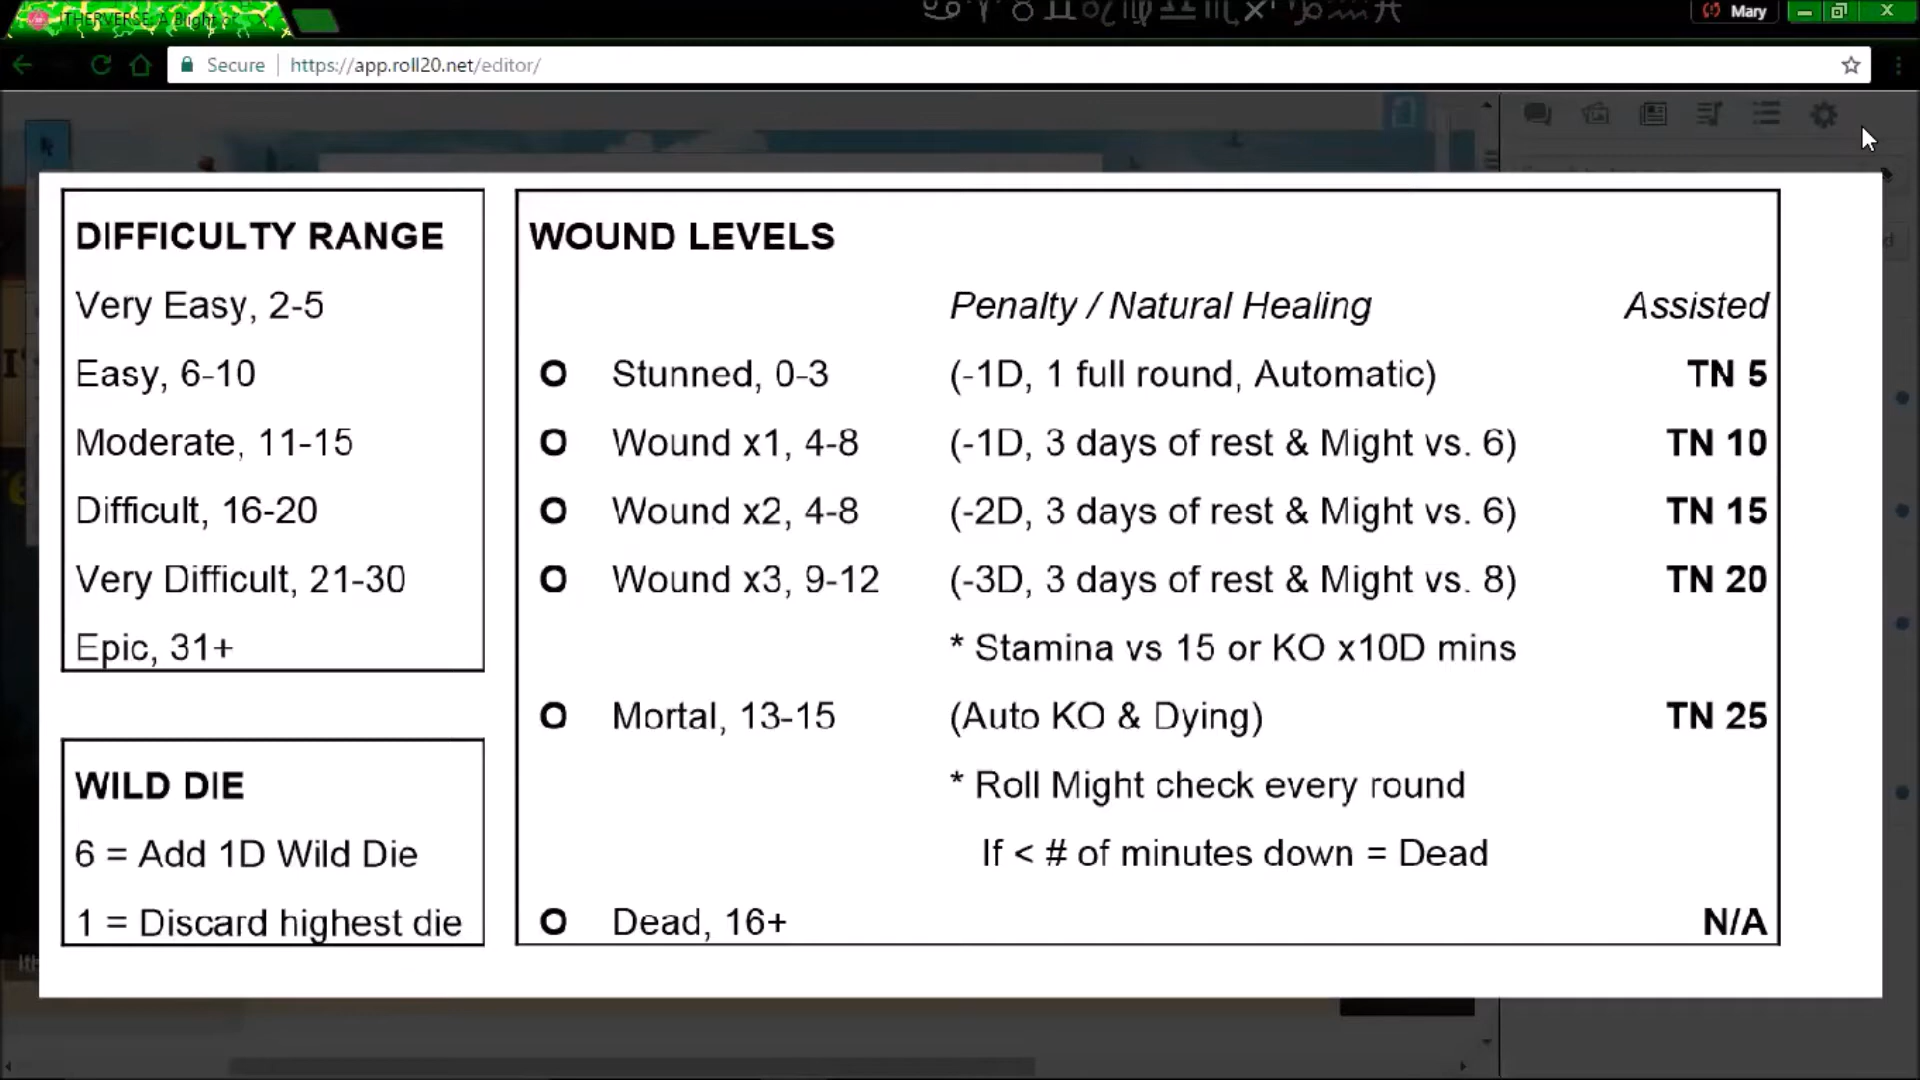 THERVERSE: A Blight of
Mary
Secure
https://app.roll20.net/editor/
DIFFICULTY RANGE
Very Easy, 2-5
Easy, 6-10
Moderate, 11-15
Difficult, 16-20
Very Difficult, 21-30
Epic, 31+
WILD DIE
6 = Add 1D Wild Die
1 = Discard highest die
WOUND LEVELS
Penalty / Natural Healing Assisted
O Stunned, 0-3 (-1D, 1 full round, Automatic) TN 5
O Wound x1, 4-8 (-1D, 3 days of rest & Might vs. 6) TN 10
O Wound x2, 4-8 (-2D, 3 days of rest & Might vs. 6) TN 15
O Wound x3, 9-12 (-3D, 3 days of rest & Might vs. 8) TN 20
* Stamina vs 15 or KO x10D mins
O Mortal, 13-15 (Auto KO & Dying) TN 25
* Roll Might check every round
If < # of minutes down = Dead
O Dead, 16+ N/A